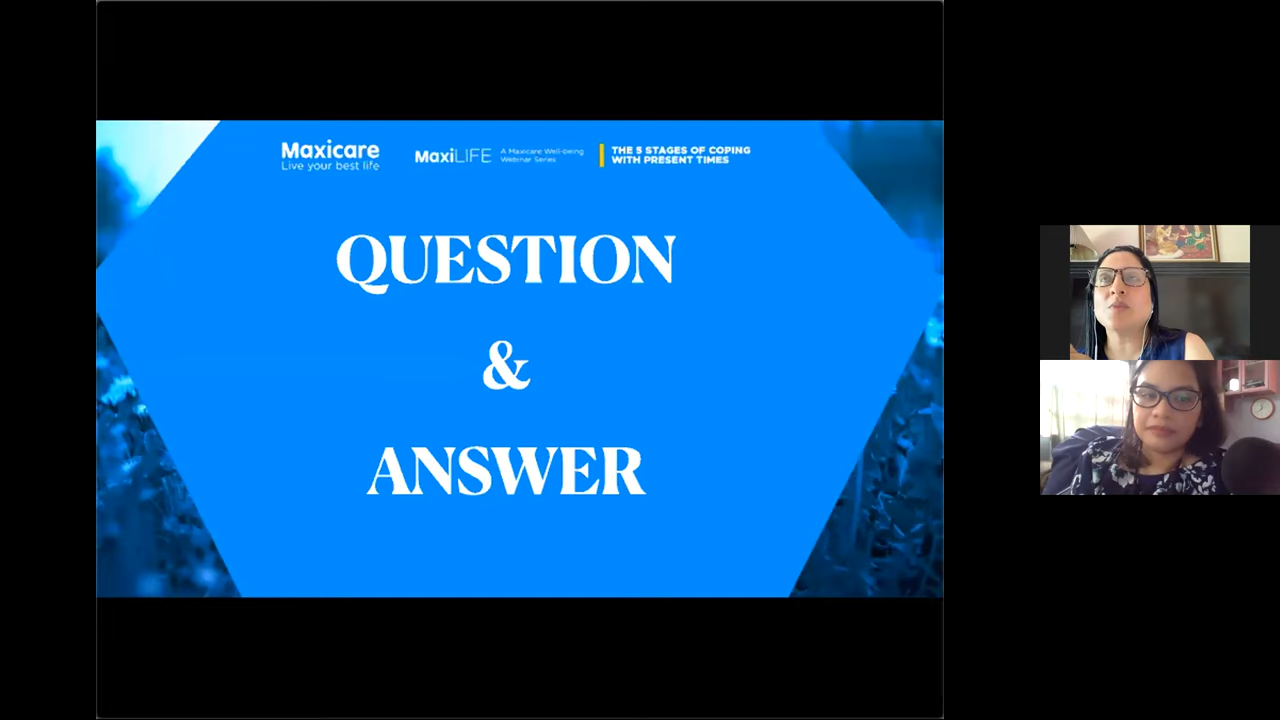 Maxicare
Live your best life
MaxiLIFE
A Maxicare Well-being
Webinar Series
THE 5 STAGES OF COPING
WITH PRESENT TIMES
QUESTION
&
ANSWER